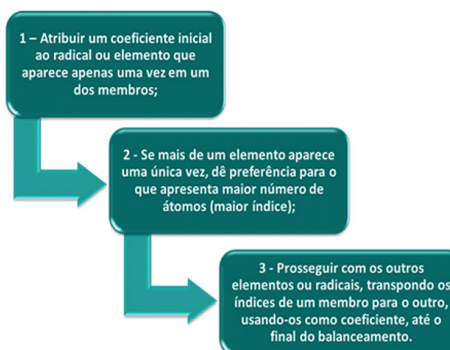 1 – Atribuir um coeficiente inicial
ao radical ou elemento que
aparece apenas uma vez em um
dos membros;
2 - Se mais de um elemento aparece
uma única vez, dê preferência para o
que apresenta maior número de
átomos (maior índice);
3 - Prosseguir com os outros
elementos ou radicais, transpondo os
índices de um membro para o outro,
usando-os como coeficiente, até o
final do balanceamento.